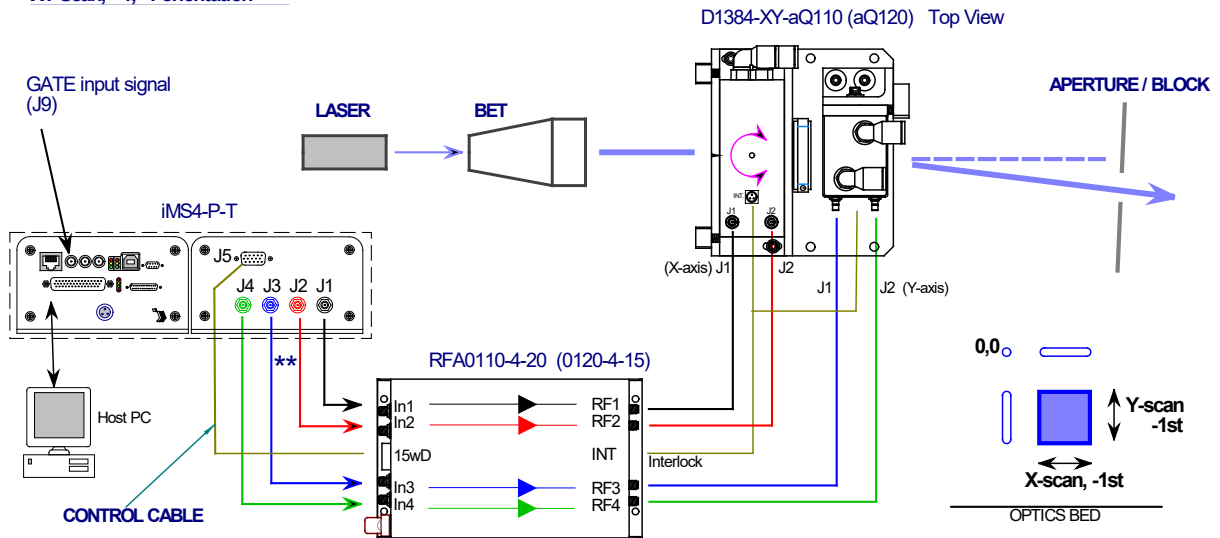 D1384-XY-aQ110 (aQ120) Top View
GATE input signal
(J9)
LASER
BET
APERTURE / BLOCK
INT.
J1
J2
iMS4-P-T
J5
J4
J3
J2
J1
(X-axis) J1
J2
J1
J2 (Y-axis)
**
RFA0110-4-20 (0120-4-15)
0,0
Host PC
In1
RF1
In2
RF2
Y-scan
-1st
15wD
INT
Interlock
In3
RF3
In4
RF4
X-scan, -1st
CONTROL CABLE
OPTICS BED